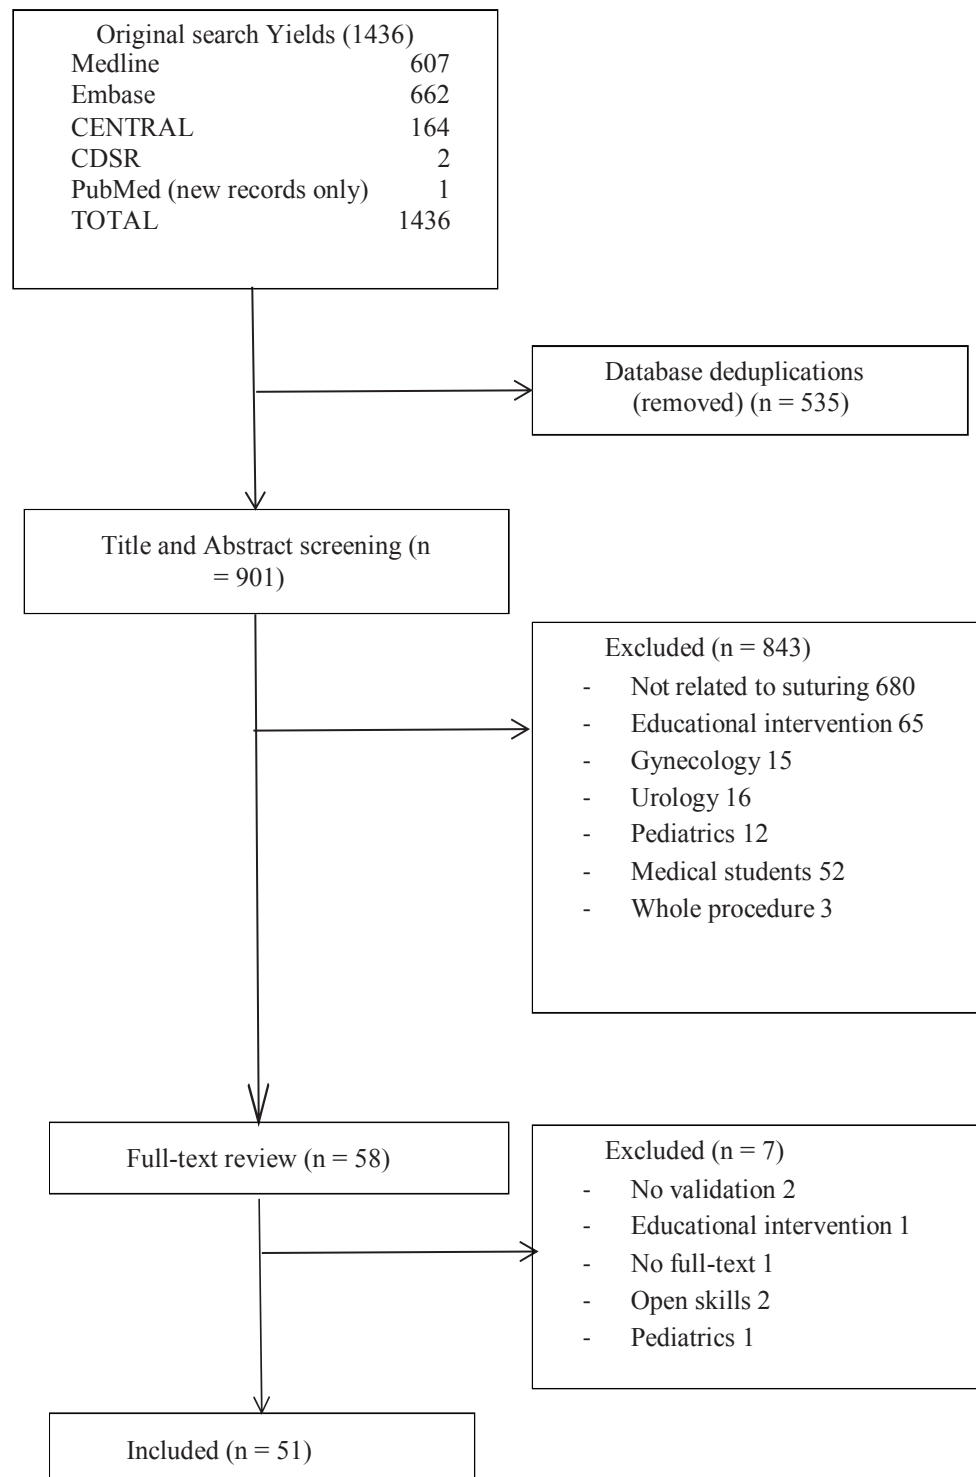 Original search Yields (1436)
Medline 607
Embase 662
CENTRAL 164
CDSR 2
PubMed (new records only) 1
TOTAL 1436
Database deduplications
(removed) (n = 535)
Title and Abstract screening (n
= 901)
Excluded (n = 843)
- Not related to suturing 680
- Educational intervention 65
- Gynecology 15
- Urology 16
- Pediatrics 12
- Medical students 52
- Whole procedure 3
Full-text review (n = 58)
Excluded (n = 7)
- No validation 2
- Educational intervention 1
- No full-text 1
- Open skills 2
- Pediatrics 1
Included (n = 51)